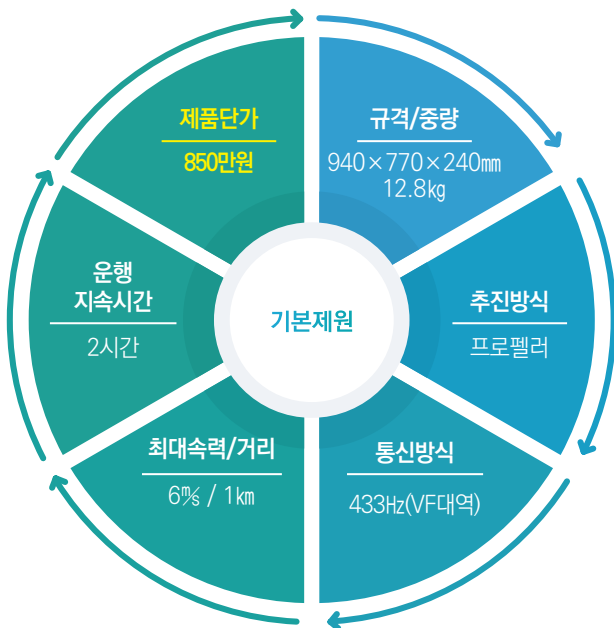 제품단가
850만원
규격/중량
940×770×240㎜
12.8㎏
추진방식
프로펠러
통신방식
433Hz(VF대역)
최대속력/거리
6㎧ / 1㎞
운행
지속시간
2시간
기본제원